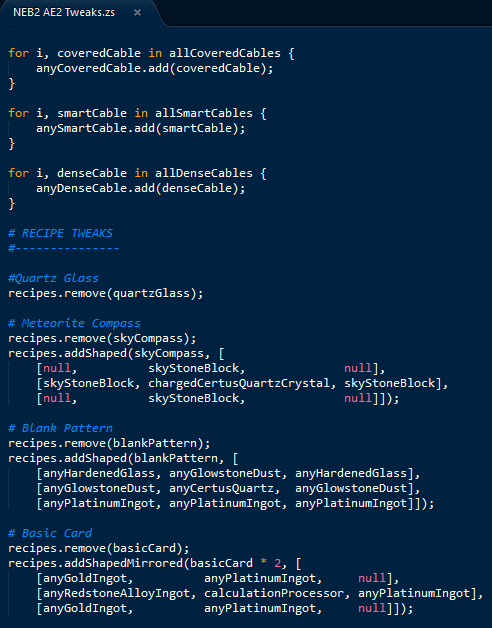 NEB2 AE2 Tweaks.zs ×
for i, coveredCable in allCoveredCables {
    anyCoveredCable.add(coveredCable);
}
for i, smartCable in allSmartCables {
    anySmartCable.add(smartCable);
}
for i, denseCable in allDenseCables {
    anyDenseCable.add(denseCable);
}
# RECIPE TWEAKS
#---------------
#Quartz Glass
recipes.remove(quartzGlass);
# Meteorite Compass
recipes.remove(skyCompass);
recipes.addShaped(skyCompass, [
    [null,          skyStoneBlock,              null],
    [skyStoneBlock, chargedCertusQuartzCrystal, skyStoneBlock],
    [null,          skyStoneBlock,              null]]);
# Blank Pattern
recipes.remove(blankPattern);
recipes.addShaped(blankPattern, [
    [anyHardenedGlass, anyGlowstoneDust, anyHardenedGlass],
    [anyGlowstoneDust, anyCertusQuartz,  anyGlowstoneDust],
    [anyPlatinumIngot, anyPlatinumIngot, anyPlatinumIngot]]);
# Basic Card
recipes.remove(basicCard);
recipes.addShapedMirrored(basicCard * 2, [
    [anyGoldIngot,          anyPlatinumIngot,     null],
    [anyRedstoneAlloyIngot, calculationProcessor, anyPlatinumIngot],
    [anyGoldIngot,          anyPlatinumIngot,     null]]);